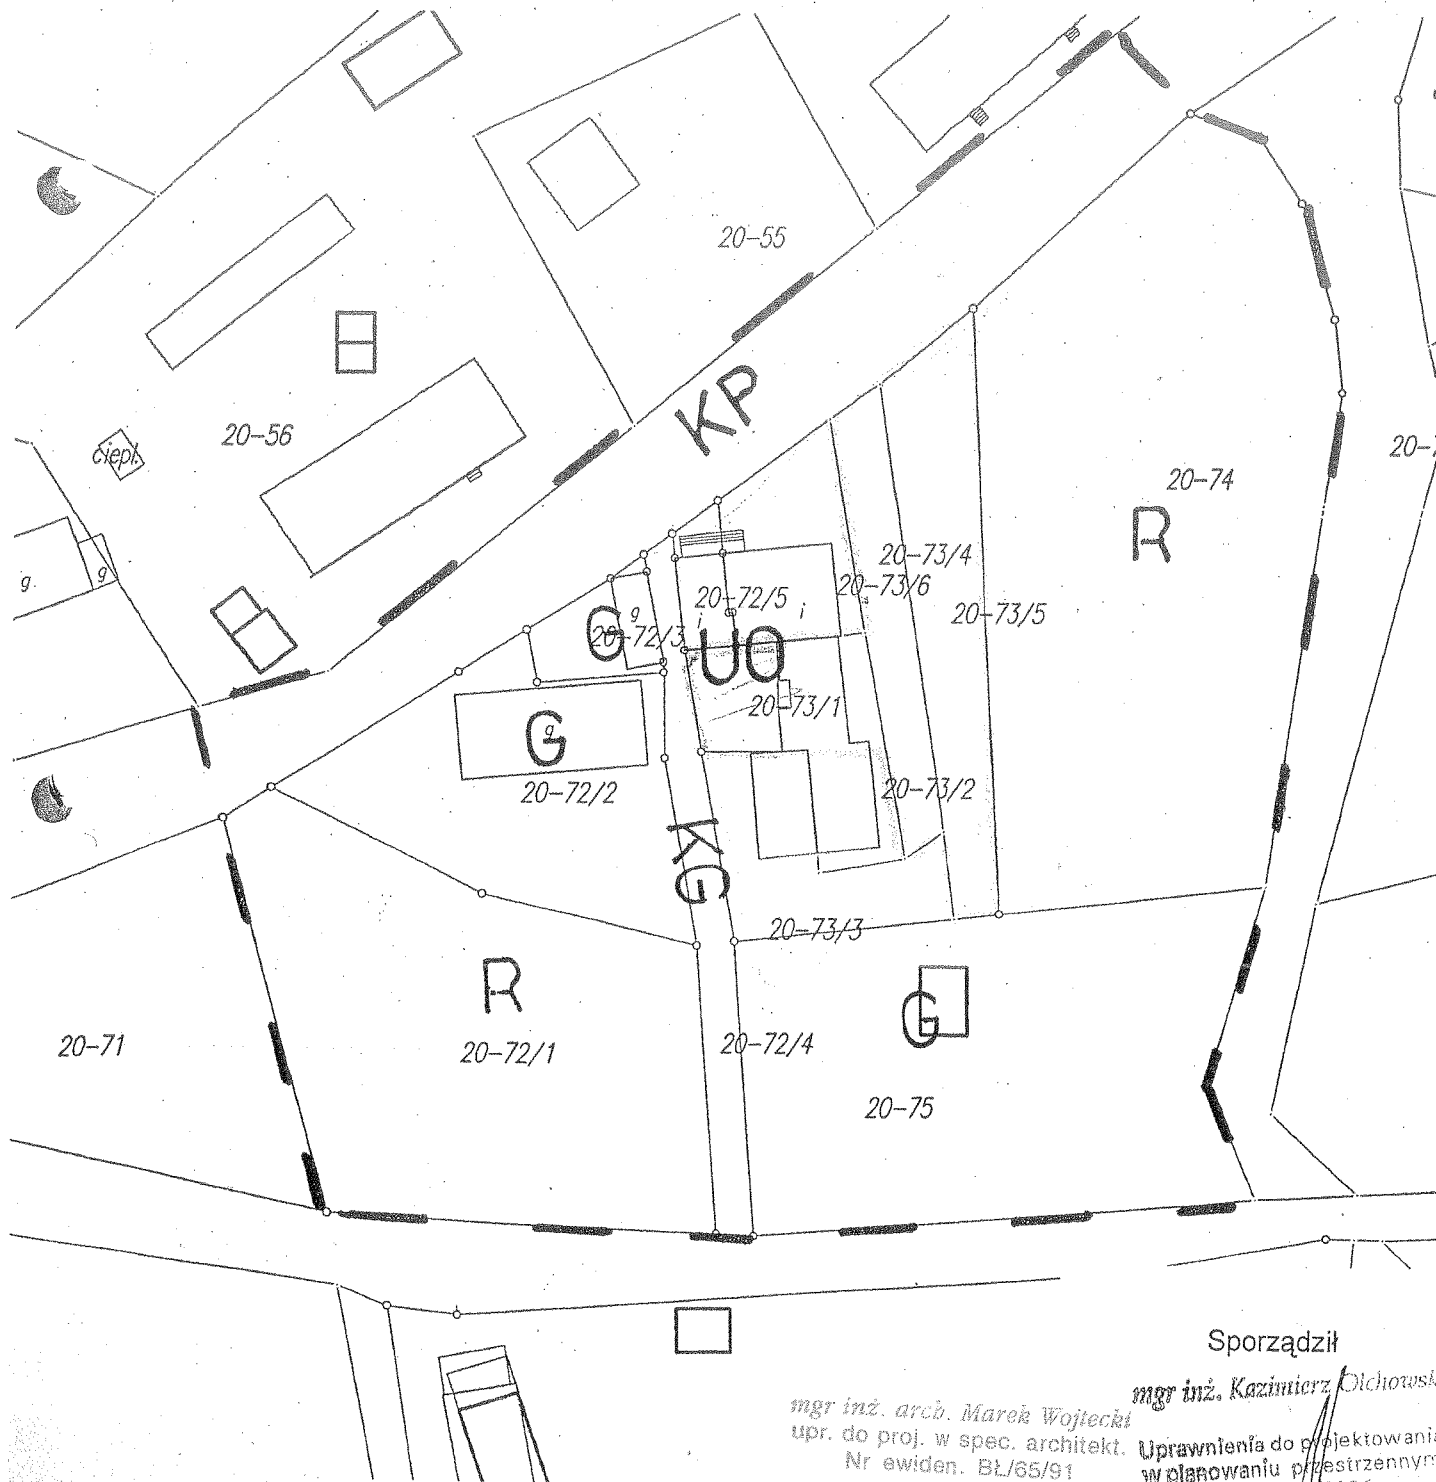 20-55
KP
20-56
ciepl.
20-74
R
g
g
20-73/4
20-73/6
20-72/5
20-73/5
i
i
g
G
20-72/3
UO
20-73/1
G
g
20-72/2
20-73/2
KG
20-73/3
R
G
20-71
20-72/1
20-72/4
20-75
Sporządził
mgr inż. Kazimierz
mgr inż. arch. Marek Wojtecki
upr. do proj. w spec. architekt.
Uprawnienia do projektowani
Nr ewiden. BŁ/65/91
w planowaniu przestrzennym